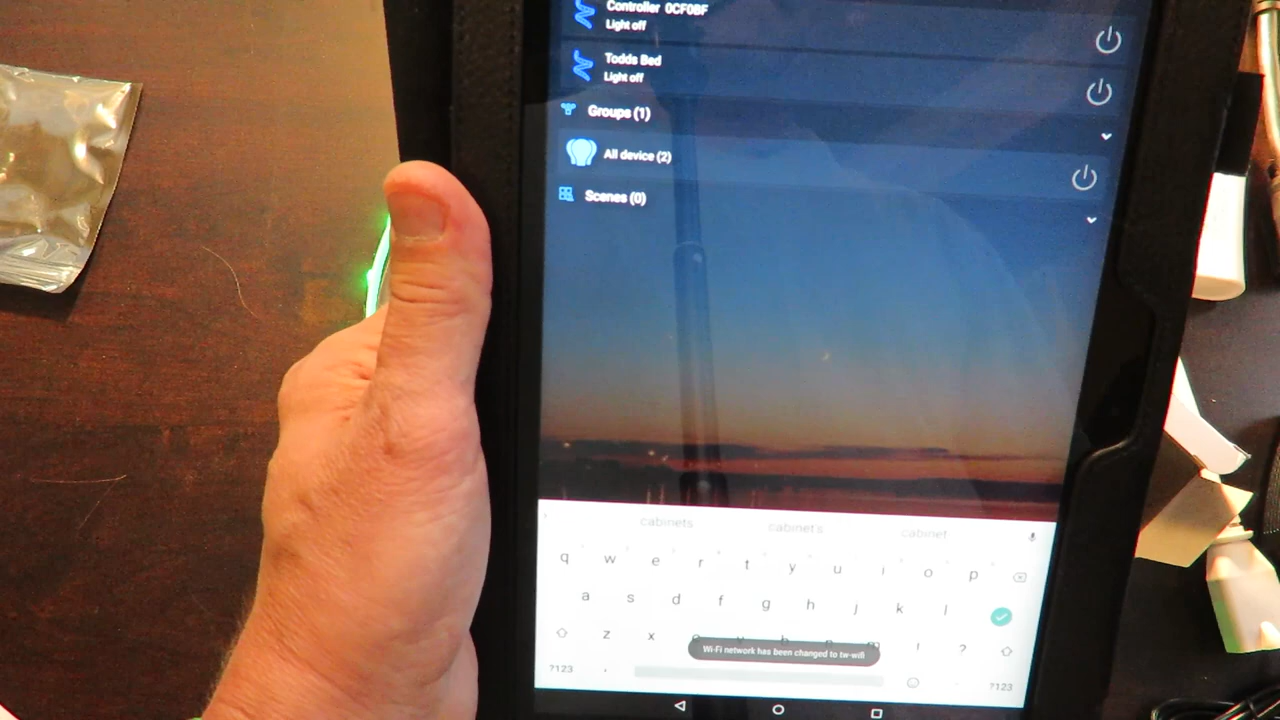 Controller 0CF0BF
Light off
Todds Bed
Light off
Groups (1)
All device (2)
Scenes (0)
cabinets cabinet's cabinet
q w e r t y u i o p
a s d f g h j k l
z x c v b n m ! ?
Wi-Fi network has been changed to tw-wifi
?123 , . ?123